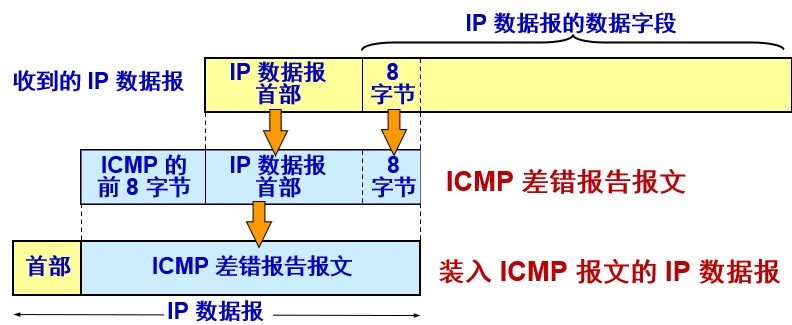 IP 数据报的数据字段
收到的 IP 数据报
IP 数据报
首部
8
字节
ICMP 的
前 8 字节
IP 数据报
首部
8
字节
ICMP 差错报告报文
首部
ICMP 差错报告报文
装入 ICMP 报文的 IP 数据报
IP 数据报